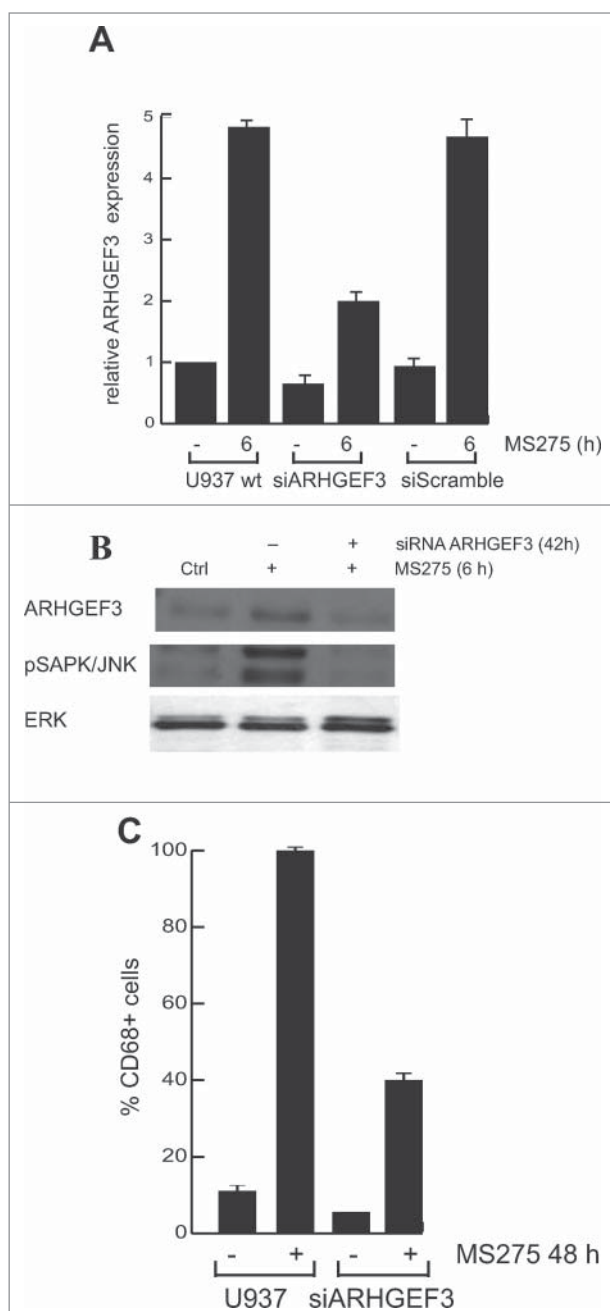 A
relative ARHGEF3 expression
5
4
3
2
1
0
- 6 - 6 - 6 MS275 (h)
U937 wt siARHGEF3 siScramble
B
– + siRNA ARHGEF3 (42h)
Ctrl + + MS275 (6 h)
ARHGEF3
pSAPK/JNK
ERK
C
% CD68+ cells
100
80
60
40
20
0
- + - + MS275 48 h
U937 siARHGEF3